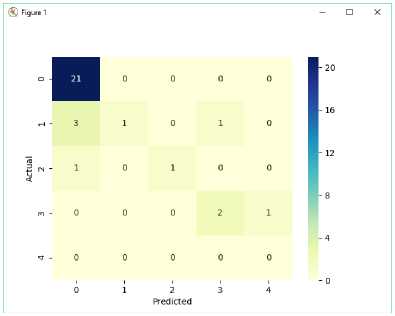 Figure 1
0 21 0 0 0 0
1 3 1 0 1 0
2 1 0 1 0 0
3 0 0 0 2 1
4 0 0 0 0 0
0 1 2 3 4
Predicted
Actual
20
16
12
8
4
0